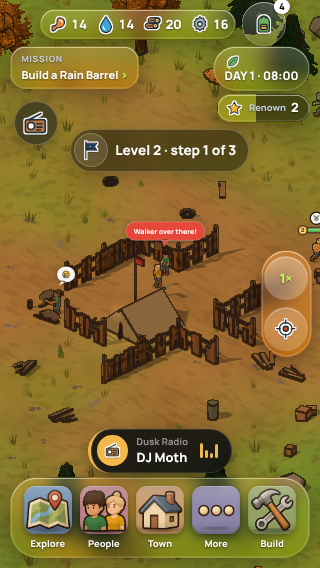 14
14
20
16
4
MISSION
Build a Rain Barrel ›
DAY 1 · 08:00
Renown 2
Level 2 · step 1 of 3
Walker over there!
1×
Dusk Radio
DJ Moth
Explore
People
Town
More
Build